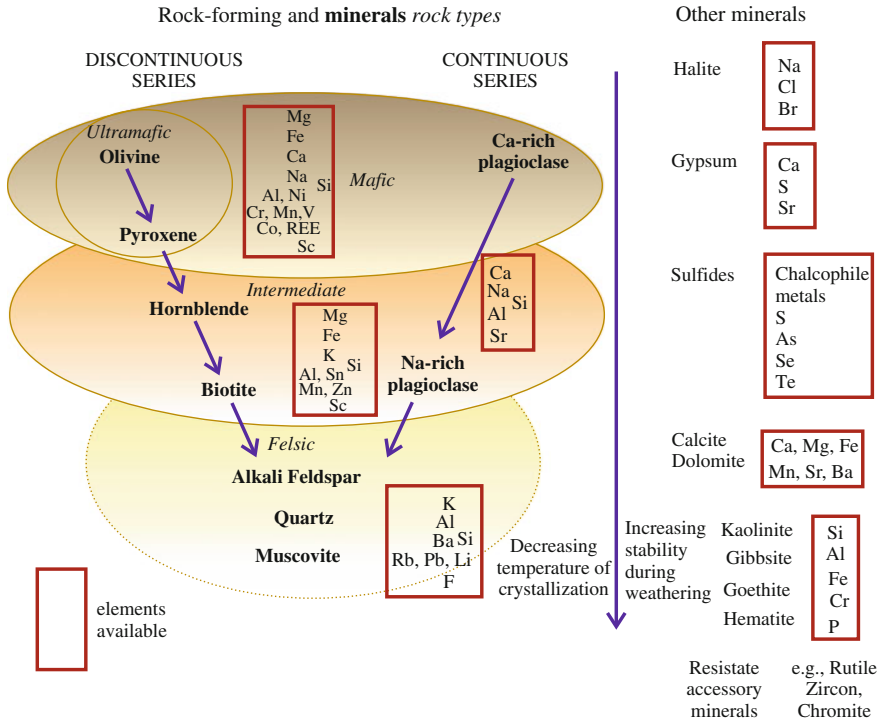 Rock-forming and minerals rock types
DISCONTINUOUS
SERIES
CONTINUOUS
SERIES
Ultramafic
Olivine
Pyroxene
Mg
Fe
Ca
Na
Si
Al, Ni
Cr, Mn,V
Co, REE
Sc
Mafic
Ca-rich
plagioclase
Intermediate
Hornblende
Biotite
Mg
Fe
K
Si
Al, Sn
Mn, Zn
Sc
Ca
Na
Si
Al
Sr
Na-rich
plagioclase
Felsic
Alkali Feldspar
Quartz
Muscovite
K
Al
Ba
Si
Rb, Pb, Li
F
Decreasing
temperature of
crystallization
Increasing
stability
during
weathering
elements
available
Other minerals
Halite
Na
Cl
Br
Gypsum
Ca
S
Sr
Sulfides
Chalcophile
metals
S
As
Se
Te
Calcite
Dolomite
Ca, Mg, Fe
Mn, Sr, Ba
Kaolinite
Gibbsite
Goethite
Hematite
Si
Al
Fe
Cr
P
Resistate
accessory
minerals
e.g., Rutile
Zircon,
Chromite